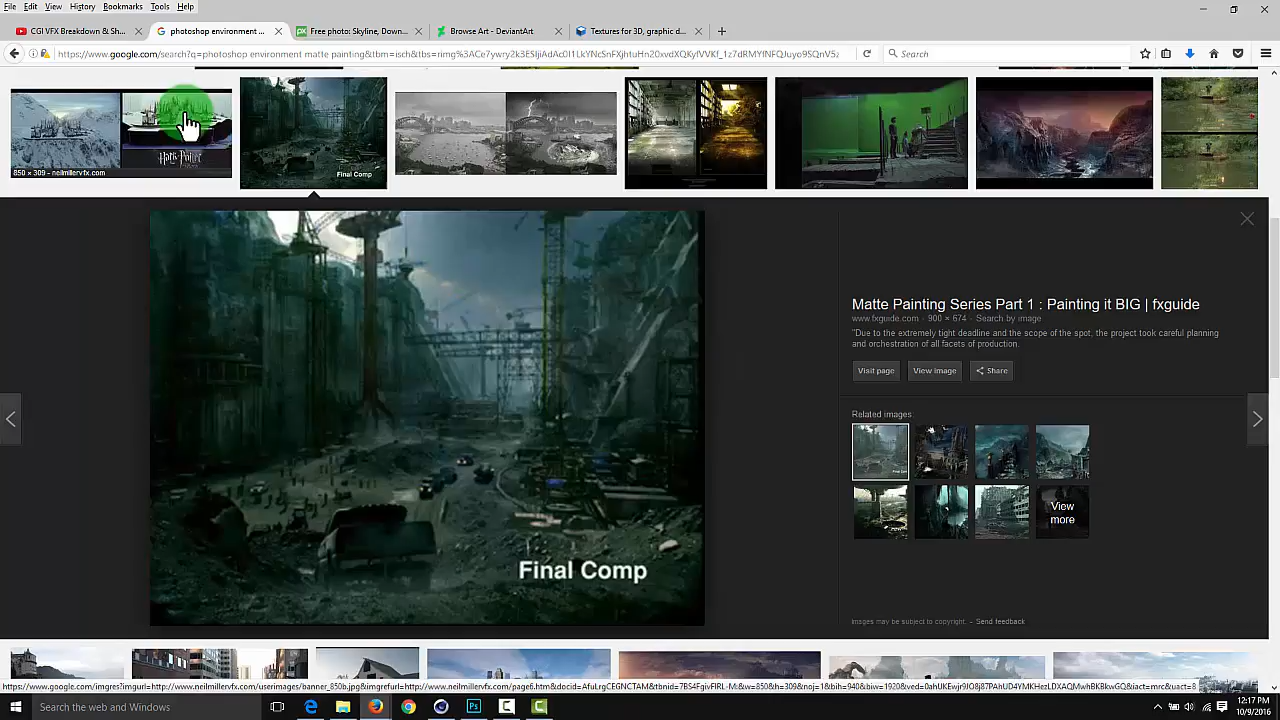 File Edit View History Bookmarks Tools Help
CGI VFX Breakdown & Sh...
photoshop environment ...
Free photo: Skyline, Down...
Browse Art - DeviantArt
Textures for 3D, graphic d...
Search
850 × 309 - neilmillervfx.com
Harry Potter
Final Comp
Final Comp
Matte Painting Series Part 1 : Painting it BIG | fxguide
www.fxguide.com - 900 × 674 - Search by image
"Due to the extremely tight deadline and the scope of the spot, the project took careful planning
and orchestration of all facets of production.
Visit page
View image
Share
Related images:
View
more
Images may be subject to copyright. – Send feedback
Search the web and Windows
12:17 PM
10/9/2016